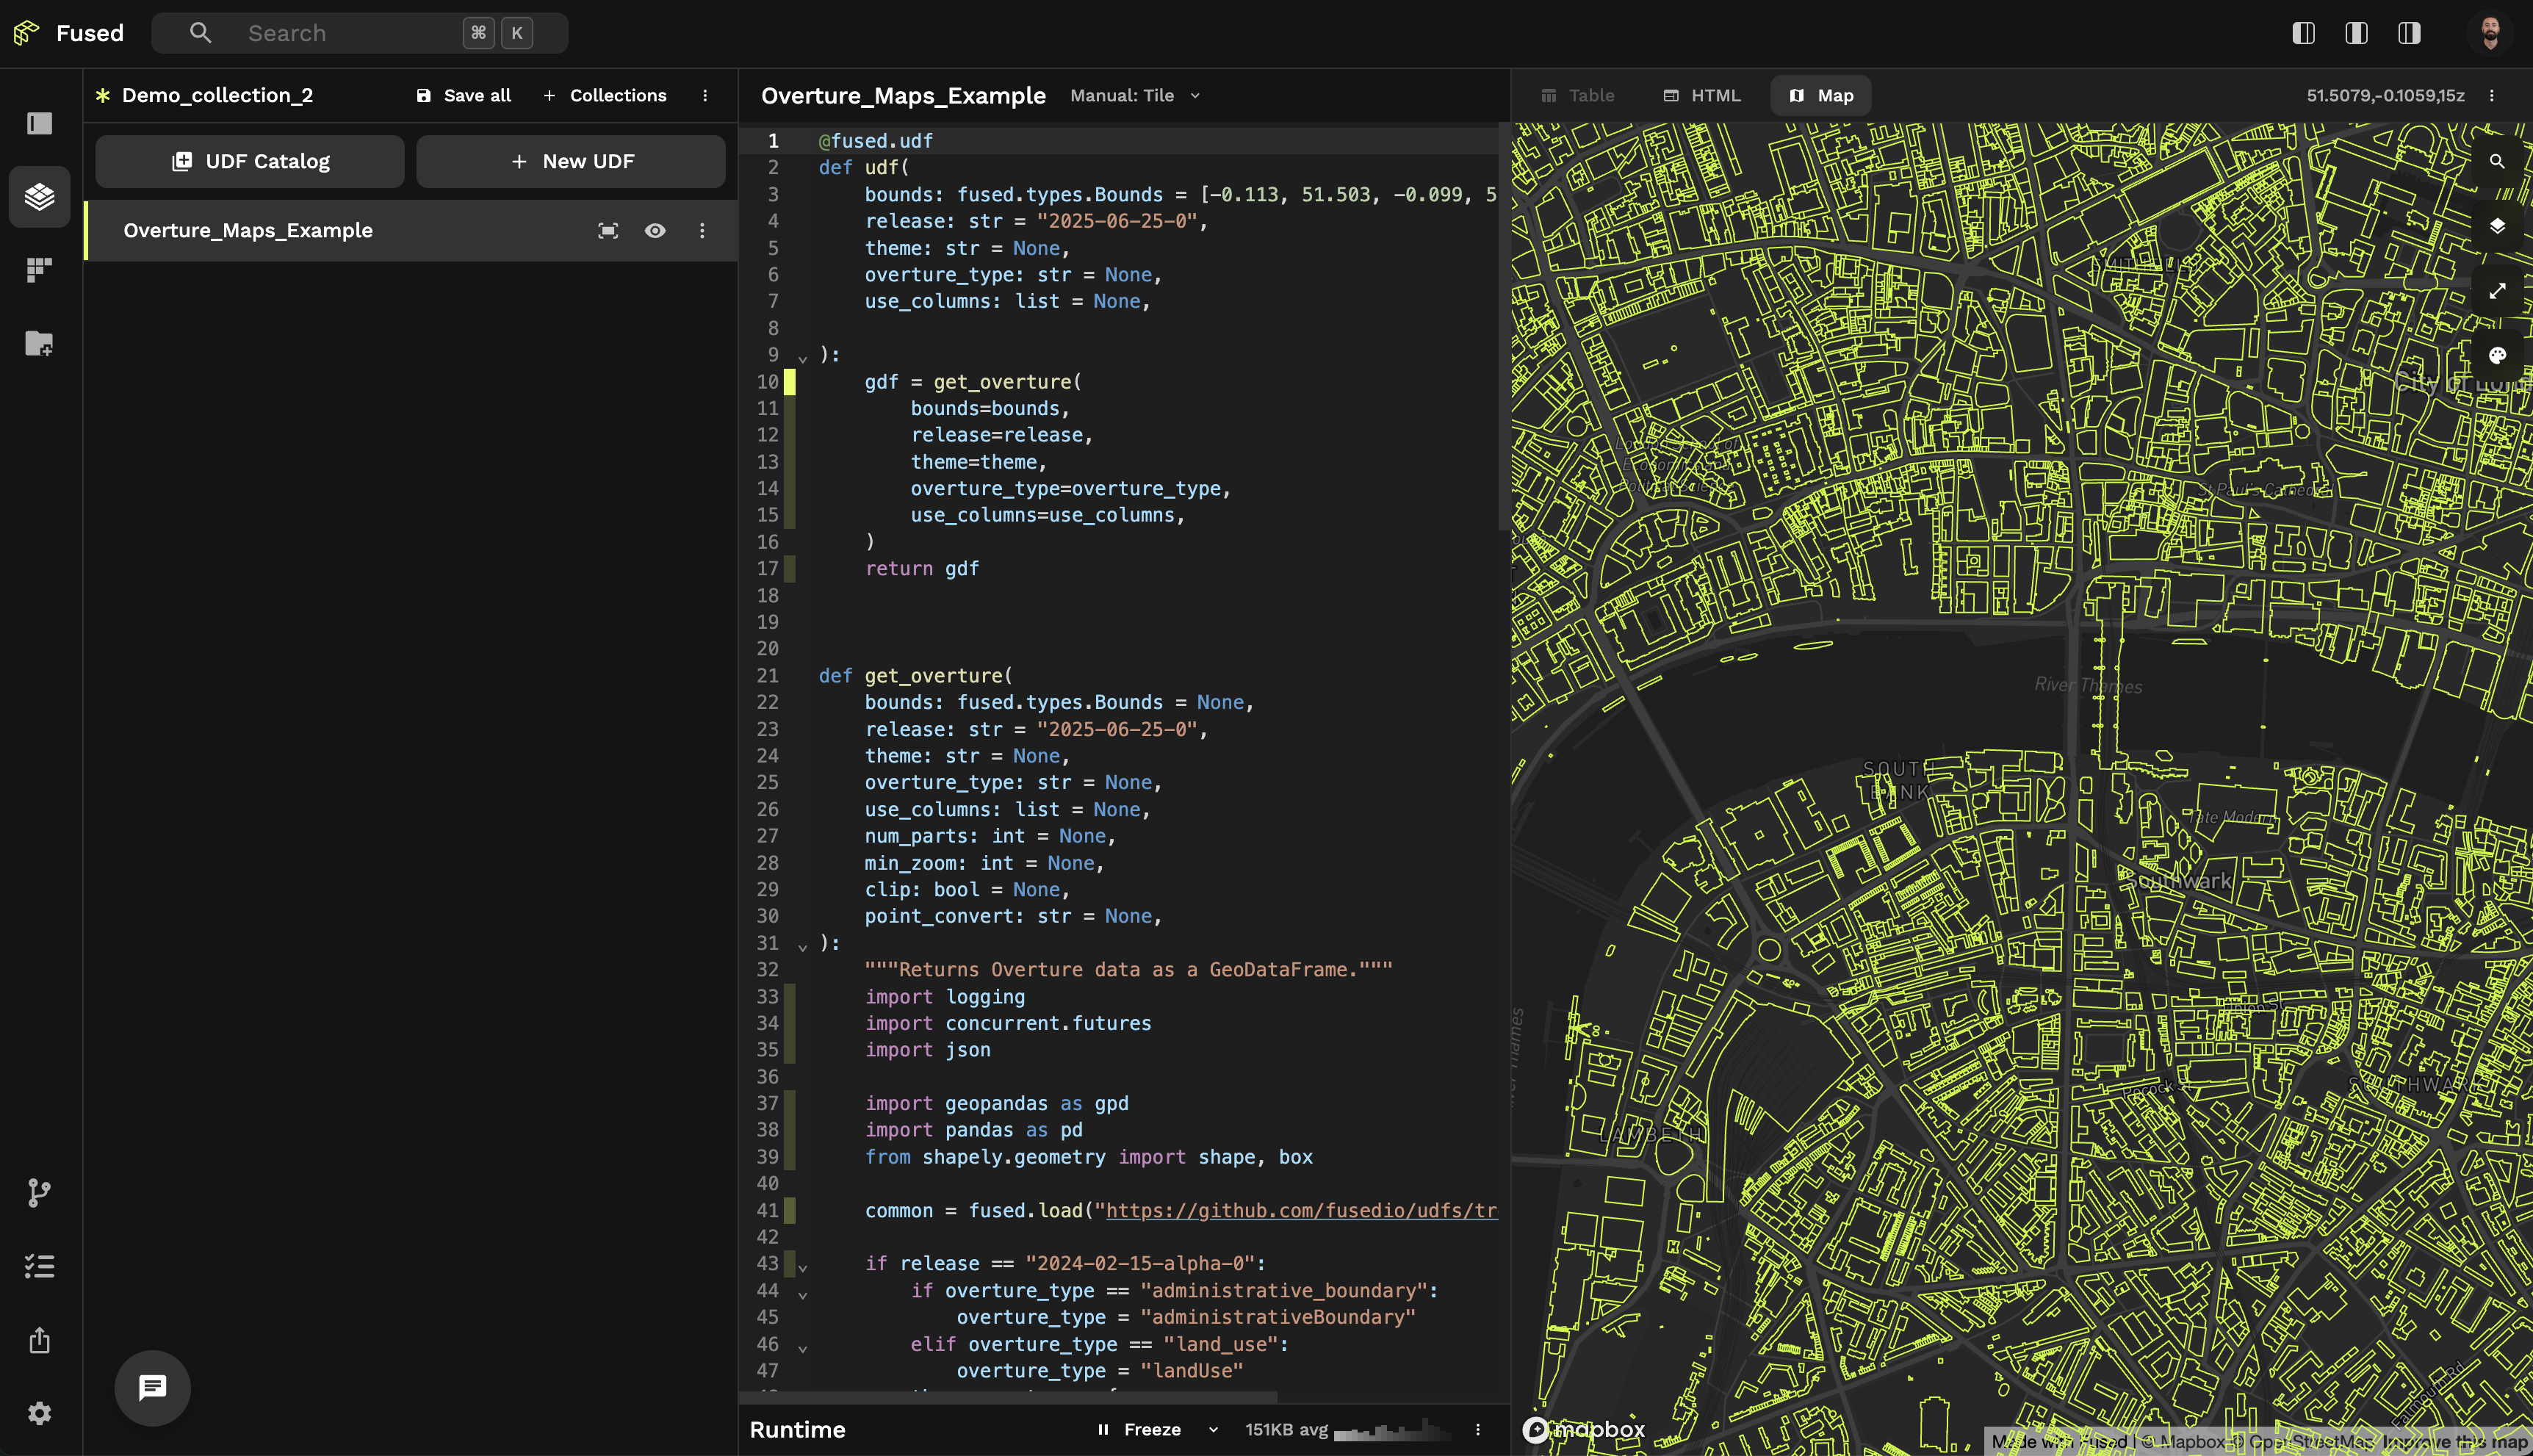 Fused
Search
⌘ K
Demo_collection_2
Save all
+ Collections
UDF Catalog
+ New UDF
Overture_Maps_Example
Overture_Maps_Example
Manual: Tile
1 @fused.udf
2 def udf(
3     bounds: fused.types.Bounds = [-0.113, 51.503, -0.099, 5
4     release: str = "2025-06-25-0",
5     theme: str = None,
6     overture_type: str = None,
7     use_columns: list = None,
8
9 ):
10     gdf = get_overture(
11         bounds=bounds,
12         release=release,
13         theme=theme,
14         overture_type=overture_type,
15         use_columns=use_columns,
16     )
17     return gdf
18
19
20
21 def get_overture(
22     bounds: fused.types.Bounds = None,
23     release: str = "2025-06-25-0",
24     theme: str = None,
25     overture_type: str = None,
26     use_columns: list = None,
27     num_parts: int = None,
28     min_zoom: int = None,
29     clip: bool = None,
30     point_convert: str = None,
31 ):
32     """Returns Overture data as a GeoDataFrame."""
33     import logging
34     import concurrent.futures
35     import json
36
37     import geopandas as gpd
38     import pandas as pd
39     from shapely.geometry import shape, box
40
41     common = fused.load("https://github.com/fusedio/udfs/tr
42
43     if release == "2024-02-15-alpha-0":
44         if overture_type == "administrative_boundary":
45             overture_type = "administrativeBoundary"
46         elif overture_type == "land_use":
47             overture_type = "landUse"
Runtime
Freeze
151KB avg
Table
HTML
Map
51.5079,-0.1059,15z
City of Lond
St Paul's Cathedral
River Thames
SOUTH
BANK
Tate Modern
Southwark
SOUTHWARK
LAMBETH
Falmouth Rd
mapbox
Made with Fused | © Mapbox © OpenStreetMap Improve this map